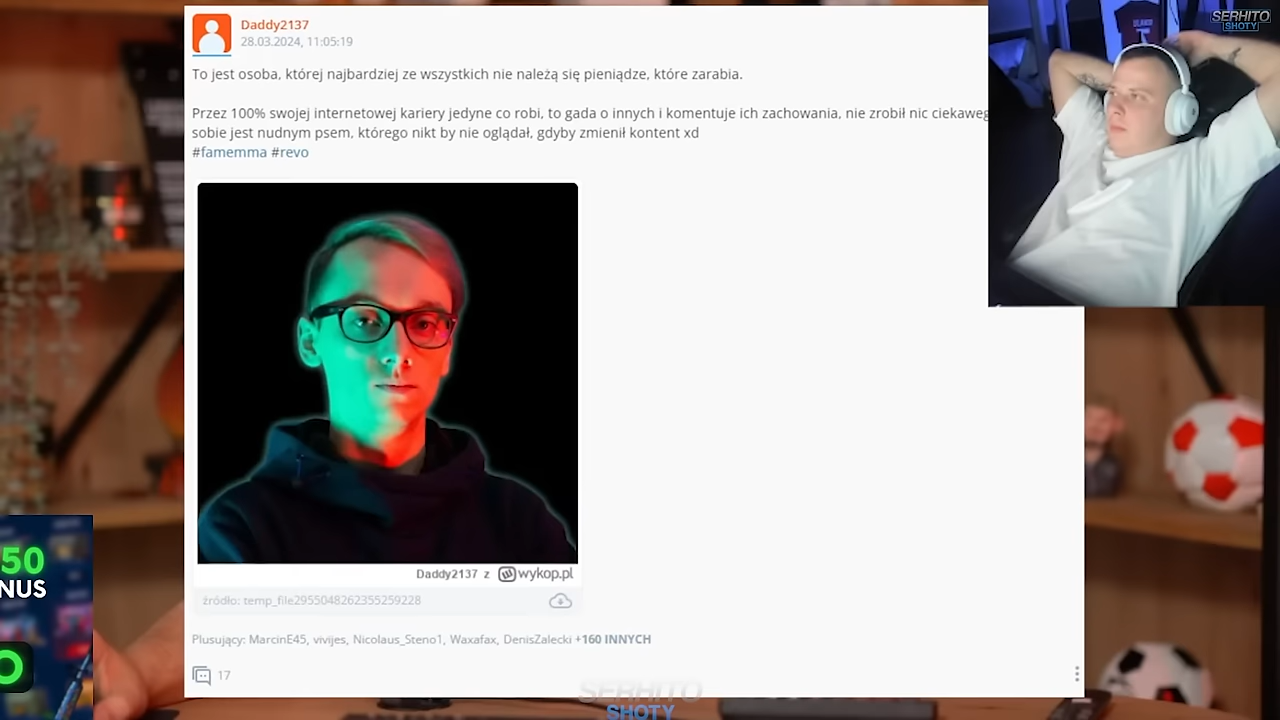 Daddy2137
28.03.2024, 11:05:19
To jest osoba, której najbardziej ze wszystkich nie należą się pieniądze, które zarabia.
Przez 100% swojej internetowej kariery jedyne co robi, to gada o innych i komentuje ich zachowania, nie zrobił nic
sobie jest nudnym psem, którego nikt by nie oglądał, gdyby zmienił kontent xd
#famemma #revo
Daddy2137 z wykop.pl
źródło: temp_file2955048262355259228
Plusujący: MarcinE45, vivijes, Nicolaus_Steno1, Waxafax, DenisZalecki +160 INNYCH
17
SERHITO
SHOTY
50
NUS
O
SERHITO
SHOTY